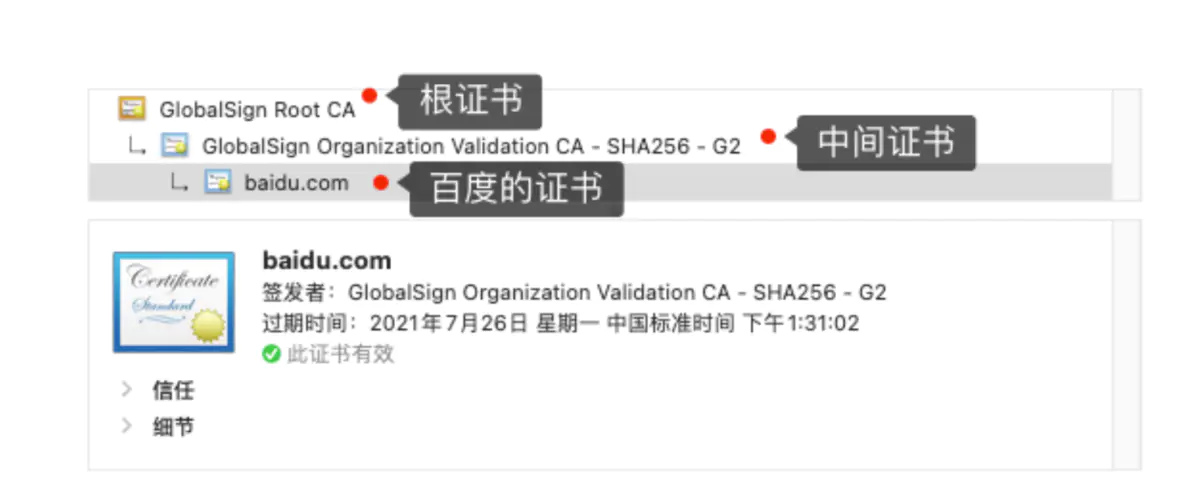 GlobalSign Root CA
根证书
GlobalSign Organization Validation CA - SHA256 - G2
中间证书
baidu.com
百度的证书
Certificate
Standard
baidu.com
签发者：GlobalSign Organization Validation CA - SHA256 - G2
过期时间：2021年7月26日 星期一 中国标准时间 下午1:31:02
此证书有效
信任
细节